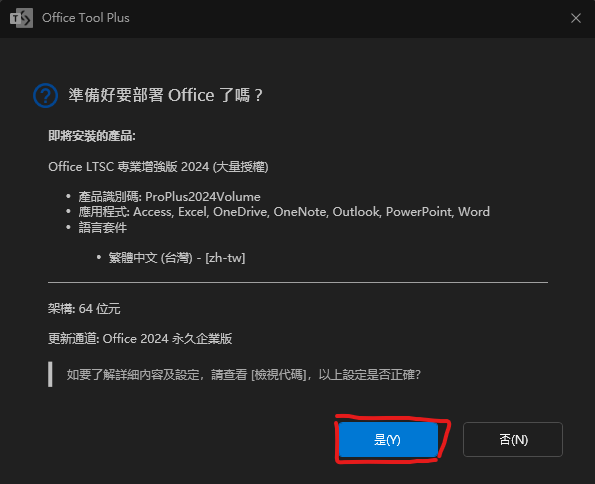 Office Tool Plus
準備好要部署 Office 了嗎？
即將安裝的產品:
Office LTSC 專業增強版 2024 (大量授權)
• 產品識別碼: ProPlus2024Volume
• 應用程式: Access, Excel, OneDrive, OneNote, Outlook, PowerPoint, Word
• 語言套件
• 繁體中文 (台灣) - [zh-tw]
架構: 64 位元
更新通道: Office 2024 永久企業版
如要了解詳細內容及設定，請查看 [檢視代碼]，以上設定是否正確?
是(Y)
否(N)